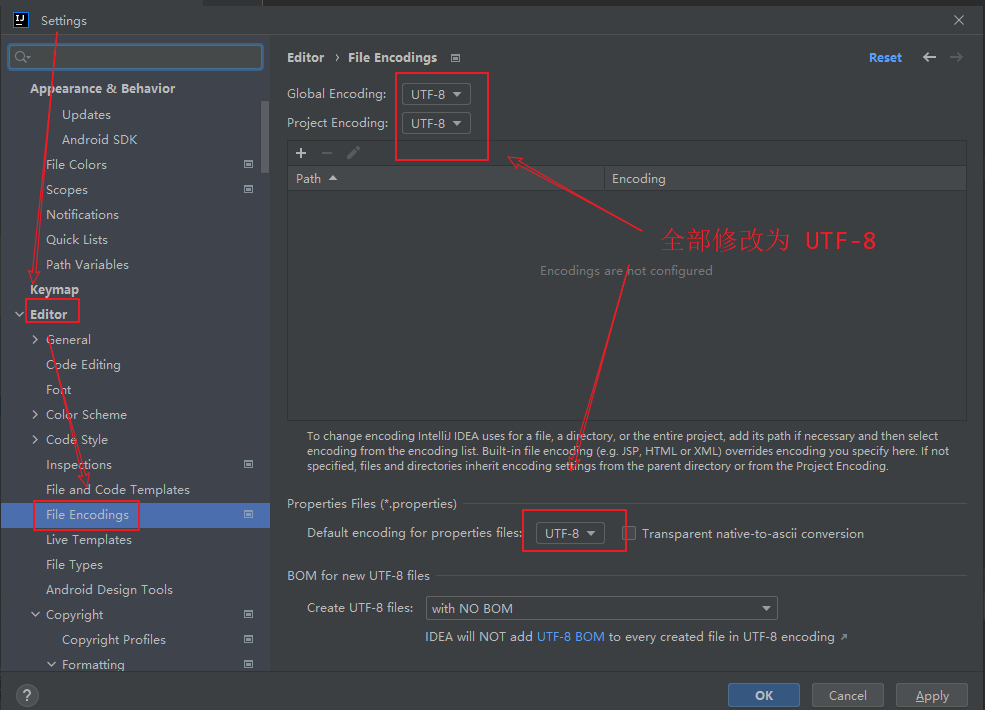 IJ
Settings
Appearance & Behavior
Updates
Android SDK
File Colors
Scopes
Notifications
Quick Lists
Path Variables
Keymap
Editor
General
Code Editing
Font
Color Scheme
Code Style
Inspections
File and Code Templates
File Encodings
Live Templates
File Types
Android Design Tools
Copyright
Copyright Profiles
Formatting
Editor › File Encodings
Reset
Global Encoding: UTF-8
Project Encoding: UTF-8
Path Encoding
全部修改为 UTF-8
Encodings are not configured
To change encoding IntelliJ IDEA uses for a file, a directory, or the entire project, add its path if necessary and then select
encoding from the encoding list. Built-in file encoding (e.g. JSP, HTML or XML) overrides encoding you specify here. If not
specified, files and directories inherit encoding settings from the parent directory or from the Project Encoding.
Properties Files (*.properties)
Default encoding for properties files: UTF-8 Transparent native-to-ascii conversion
BOM for new UTF-8 files
Create UTF-8 files: with NO BOM
IDEA will NOT add UTF-8 BOM to every created file in UTF-8 encoding ↗
? OK Cancel Apply